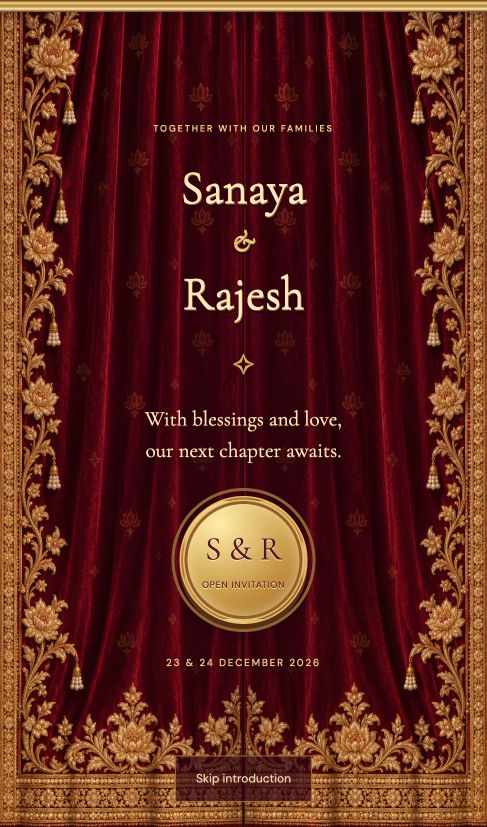 TOGETHER WITH OUR FAMILIES
Sanaya
&
Rajesh
With blessings and love,
our next chapter awaits.
S & R
OPEN INVITATION
23 & 24 DECEMBER 2026
Skip introduction